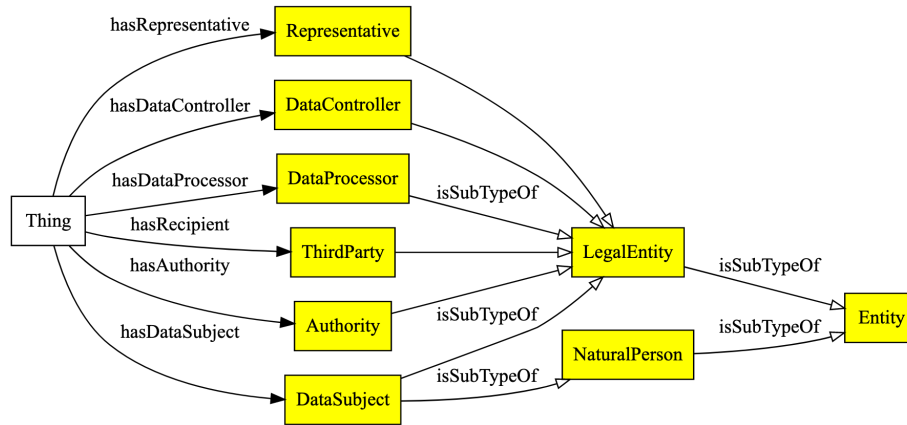 hasRepresentative
Representative
hasDataController
DataController
hasDataProcessor
DataProcessor
isSubTypeOf
hasRecipient
Thing
ThirdParty
LegalEntity
isSubTypeOf
hasAuthority
Authority
isSubTypeOf
Entity
hasDataSubject
NaturalPerson
isSubTypeOf
isSubTypeOf
DataSubject